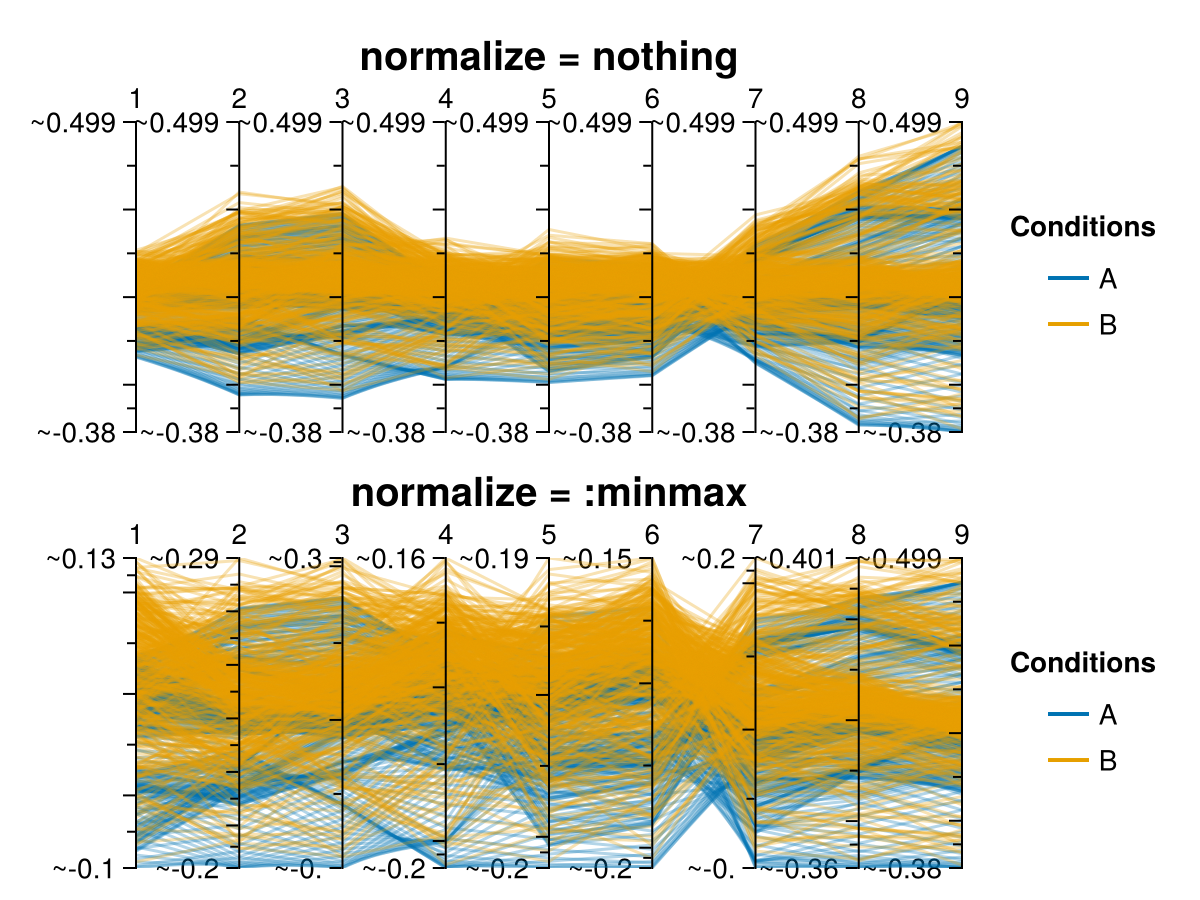 normalize = nothing
1 2 3 4 5 6 7 8 9
~0.499 ~0.499 ~0.499 ~0.499 ~0.499 ~0.499 ~0.499 ~0.499 ~0.499
Conditions
A
B
~-0.38 ~-0.38 ~-0.38 ~-0.38 ~-0.38 ~-0.38 ~-0.38 ~-0.38 ~-0.38
normalize = :minmax
1 2 3 4 5 6 7 8 9
~0.13 ~0.29 ~0.3 ~0.16 ~0.19 ~0.15 ~0.2 ~0.401 ~0.499
Conditions
A
B
~-0.1 ~-0.2 ~-0. ~-0.2 ~-0.2 ~-0.2 ~-0. ~-0.36 ~-0.38